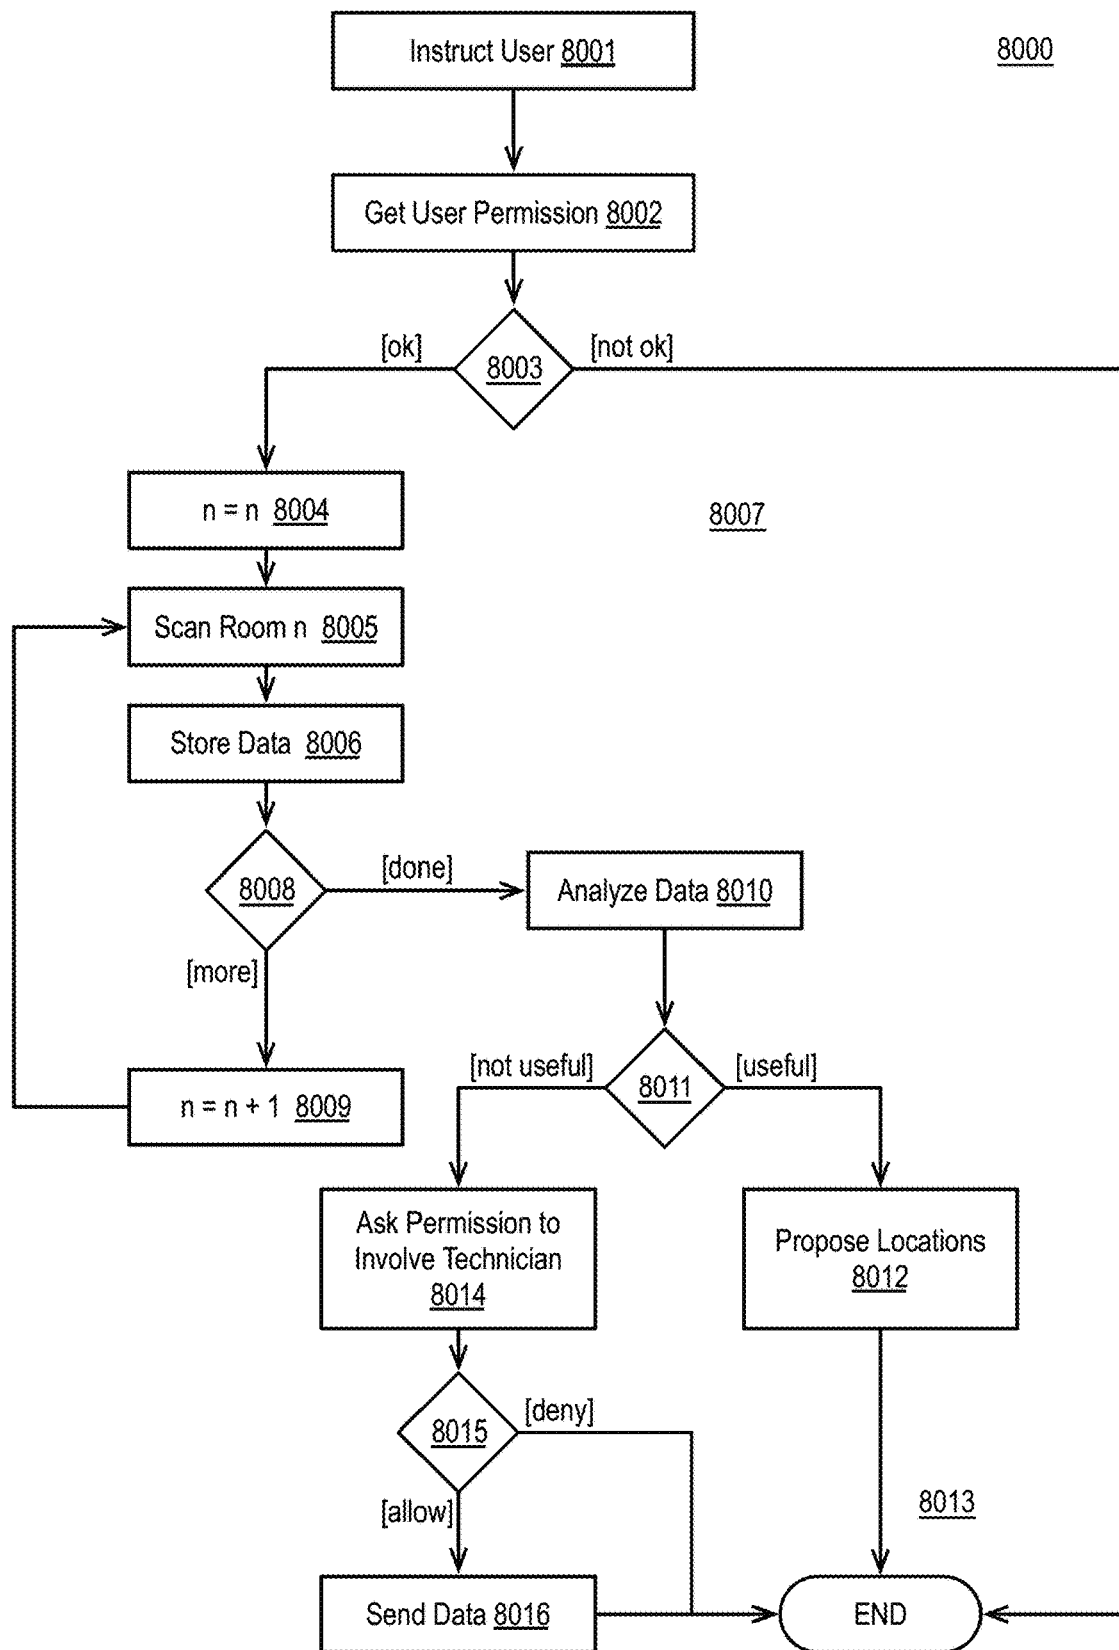 Instruct User 8001
8000
Get User Permission 8002
[ok]
[not ok]
8003
n = n 8004
8007
Scan Room n 8005
Store Data 8006
[done]
8008
Analyze Data 8010
[more]
[not useful]
[useful]
8011
n = n + 1 8009
Ask Permission to
Involve Technician
8014
Propose Locations
8012
[deny]
8015
[allow]
8013
Send Data 8016
END